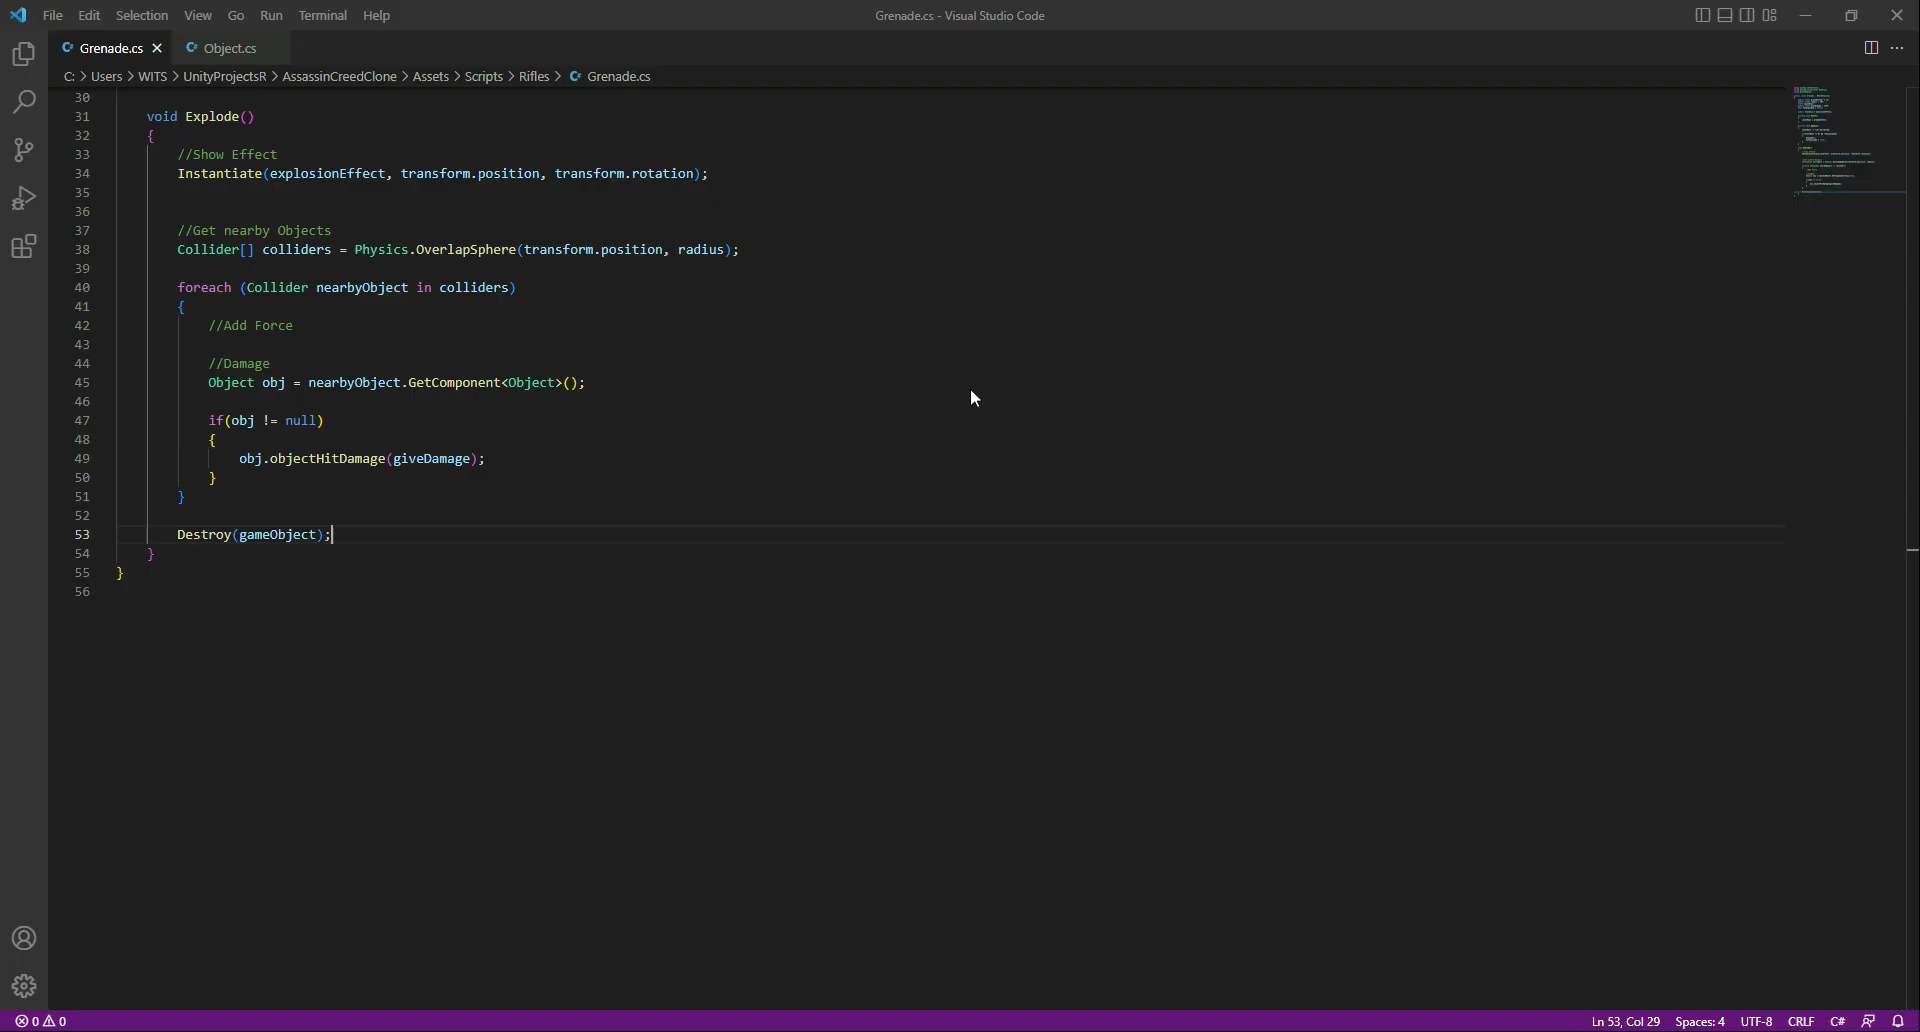 File Edit Selection View Go Run Terminal Help
Grenade.cs - Visual Studio Code
Grenade.cs Object.cs
C: > Users > WITS > UnityProjectsR > AssassinCreedClone > Assets > Scripts > Rifles > Grenade.cs
30
31 void Explode()
32 {
33 //Show Effect
34 Instantiate(explosionEffect, transform.position, transform.rotation);
35
36
37 //Get nearby Objects
38 Collider[] colliders = Physics.OverlapSphere(transform.position, radius);
39
40 foreach (Collider nearbyObject in colliders)
41 {
42 //Add Force
43
44 //Damage
45 Object obj = nearbyObject.GetComponent<Object>();
46
47 if(obj != null)
48 {
49 obj.objectHitDamage(giveDamage);
50 }
51 }
52
53 Destroy(gameObject);
54 }
55 }
56
0 0
Ln 53, Col 29 Spaces: 4 UTF-8 CRLF C#